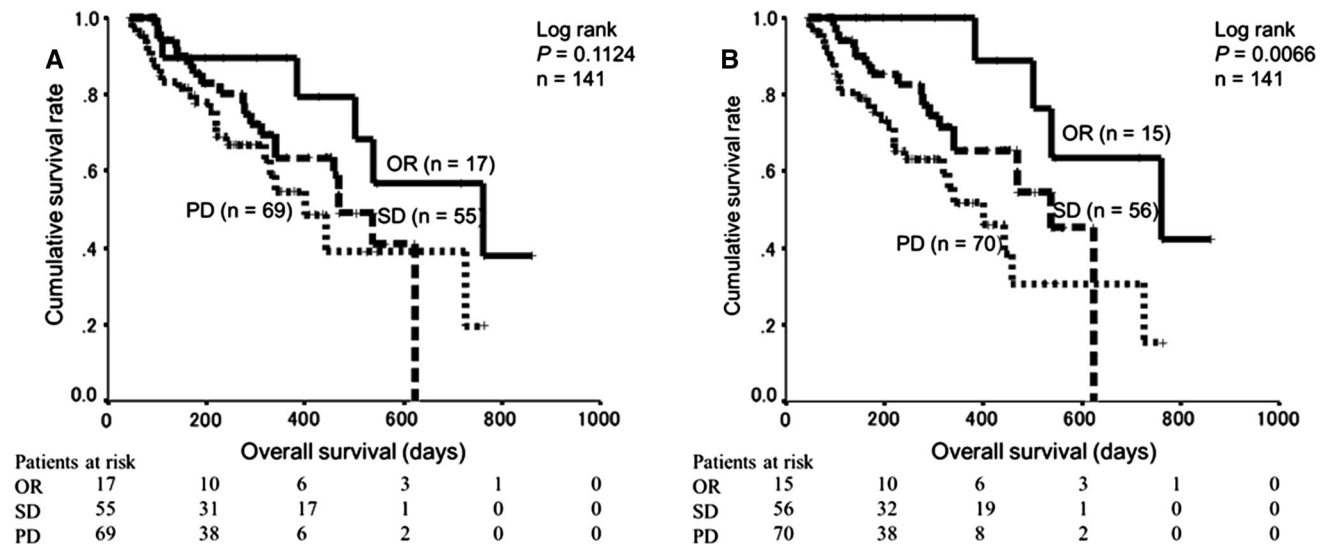 A
Log rank
P = 0.1124
n = 141
Cumulative survival rate
1.0
.8
.6
.4
.2
0.0
OR (n = 17)
PD (n = 69)
SD (n = 55)
0 200 400 600 800 1000
Overall survival (days)
Patients at risk
OR 17 10 6 3 1 0
SD 55 31 17 1 0 0
PD 69 38 6 2 0 0
B
Log rank
P = 0.0066
n = 141
Cumulative survival rate
1.0
.8
.6
.4
.2
0.0
OR (n = 15)
SD (n = 56)
PD (n = 70)
0 200 400 600 800 1000
Overall survival (days)
Patients at risk
OR 15 10 6 3 1 0
SD 56 32 19 1 0 0
PD 70 38 8 2 0 0